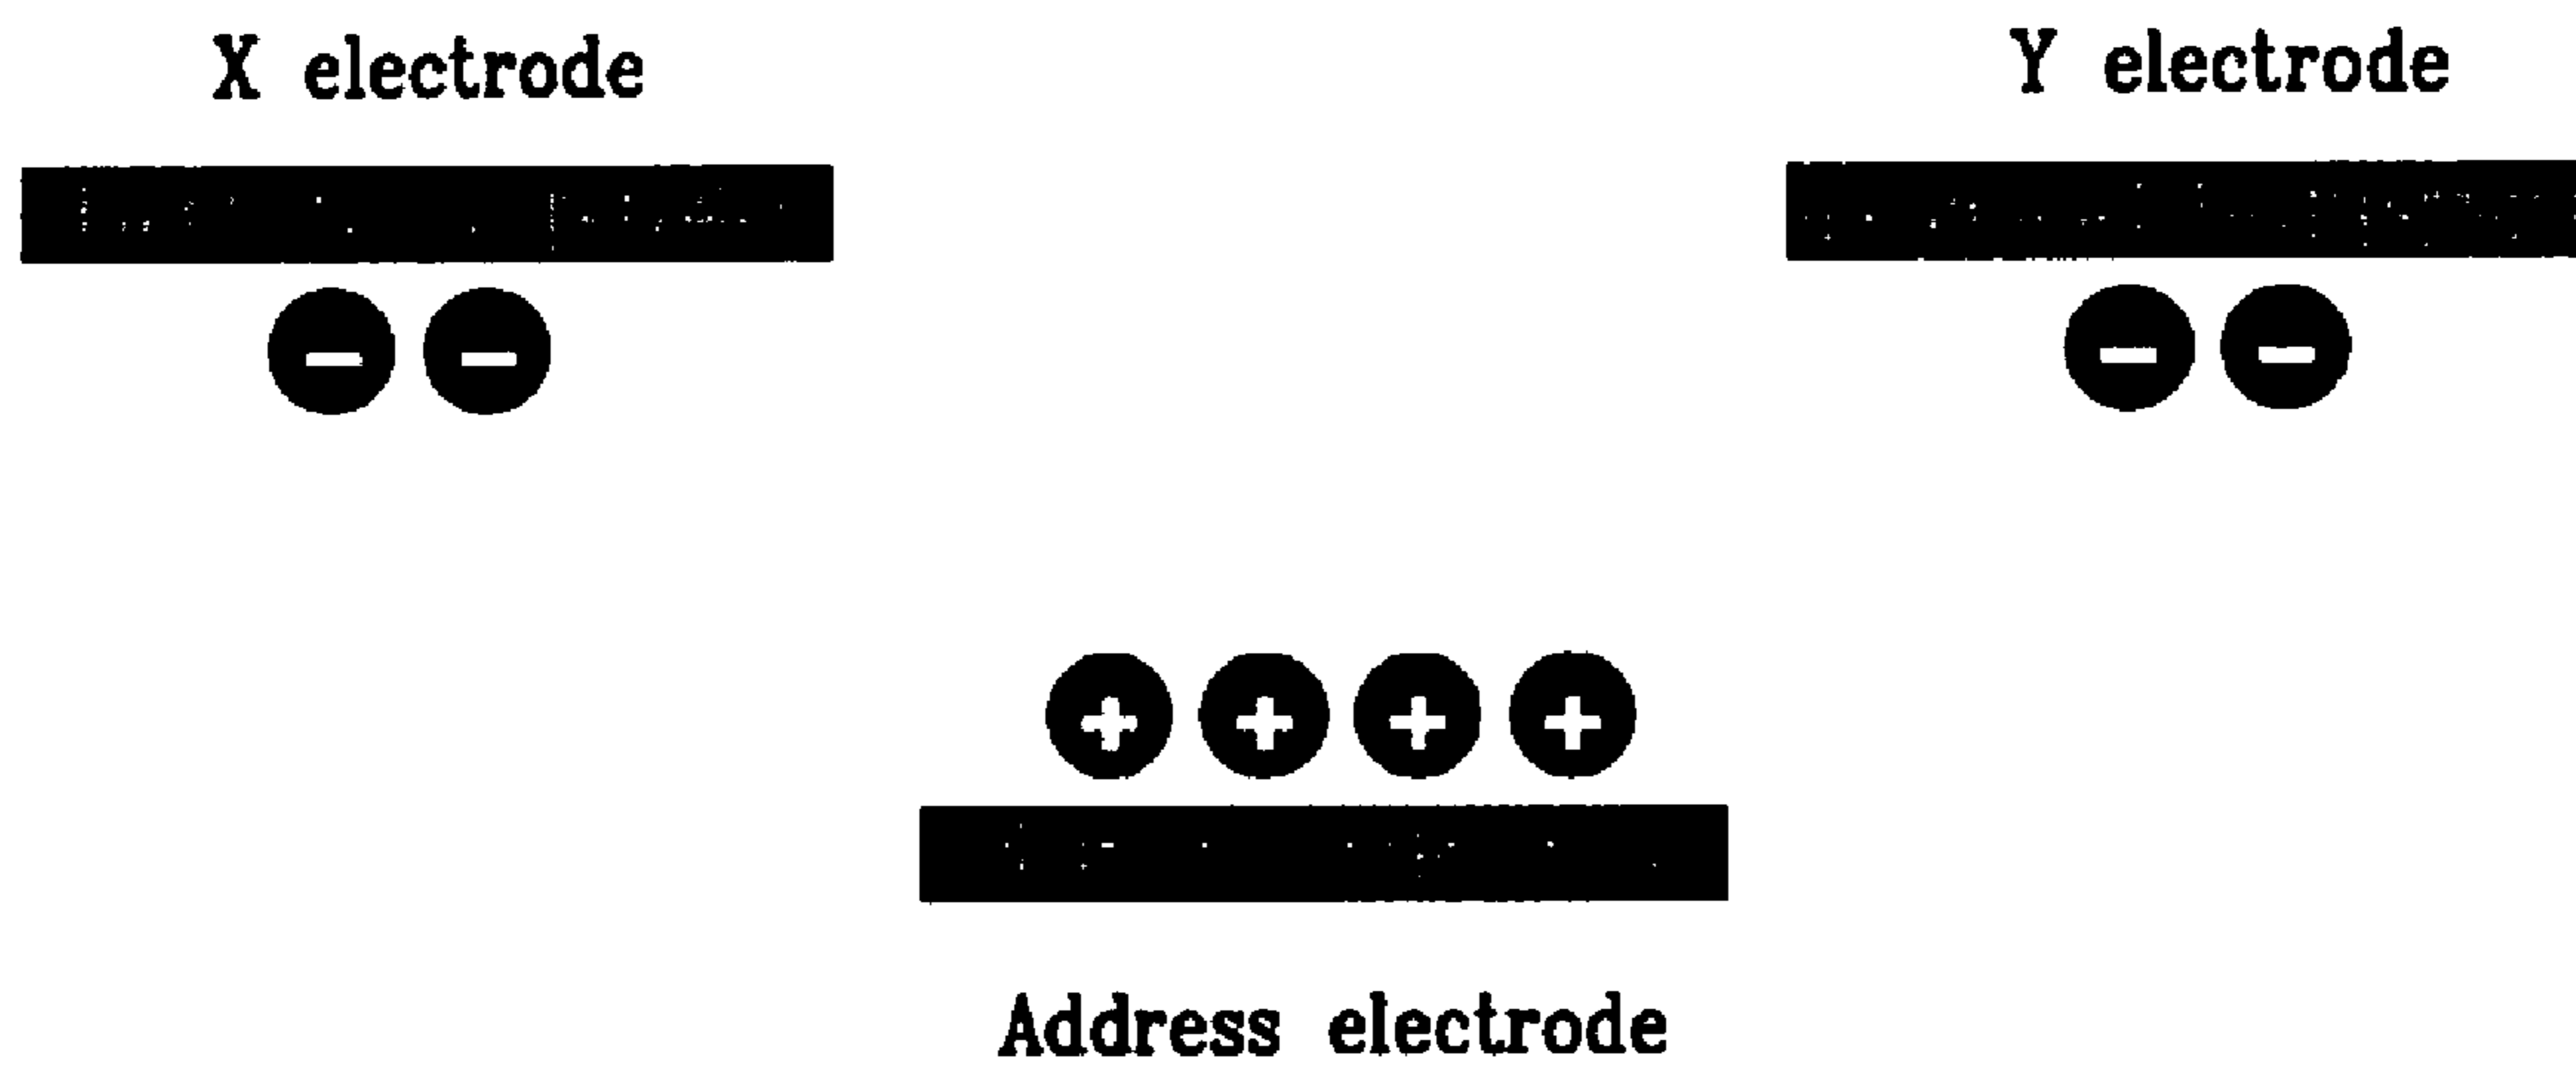 X electrode
Y electrode
− −
− −
+ + + +
Address electrode